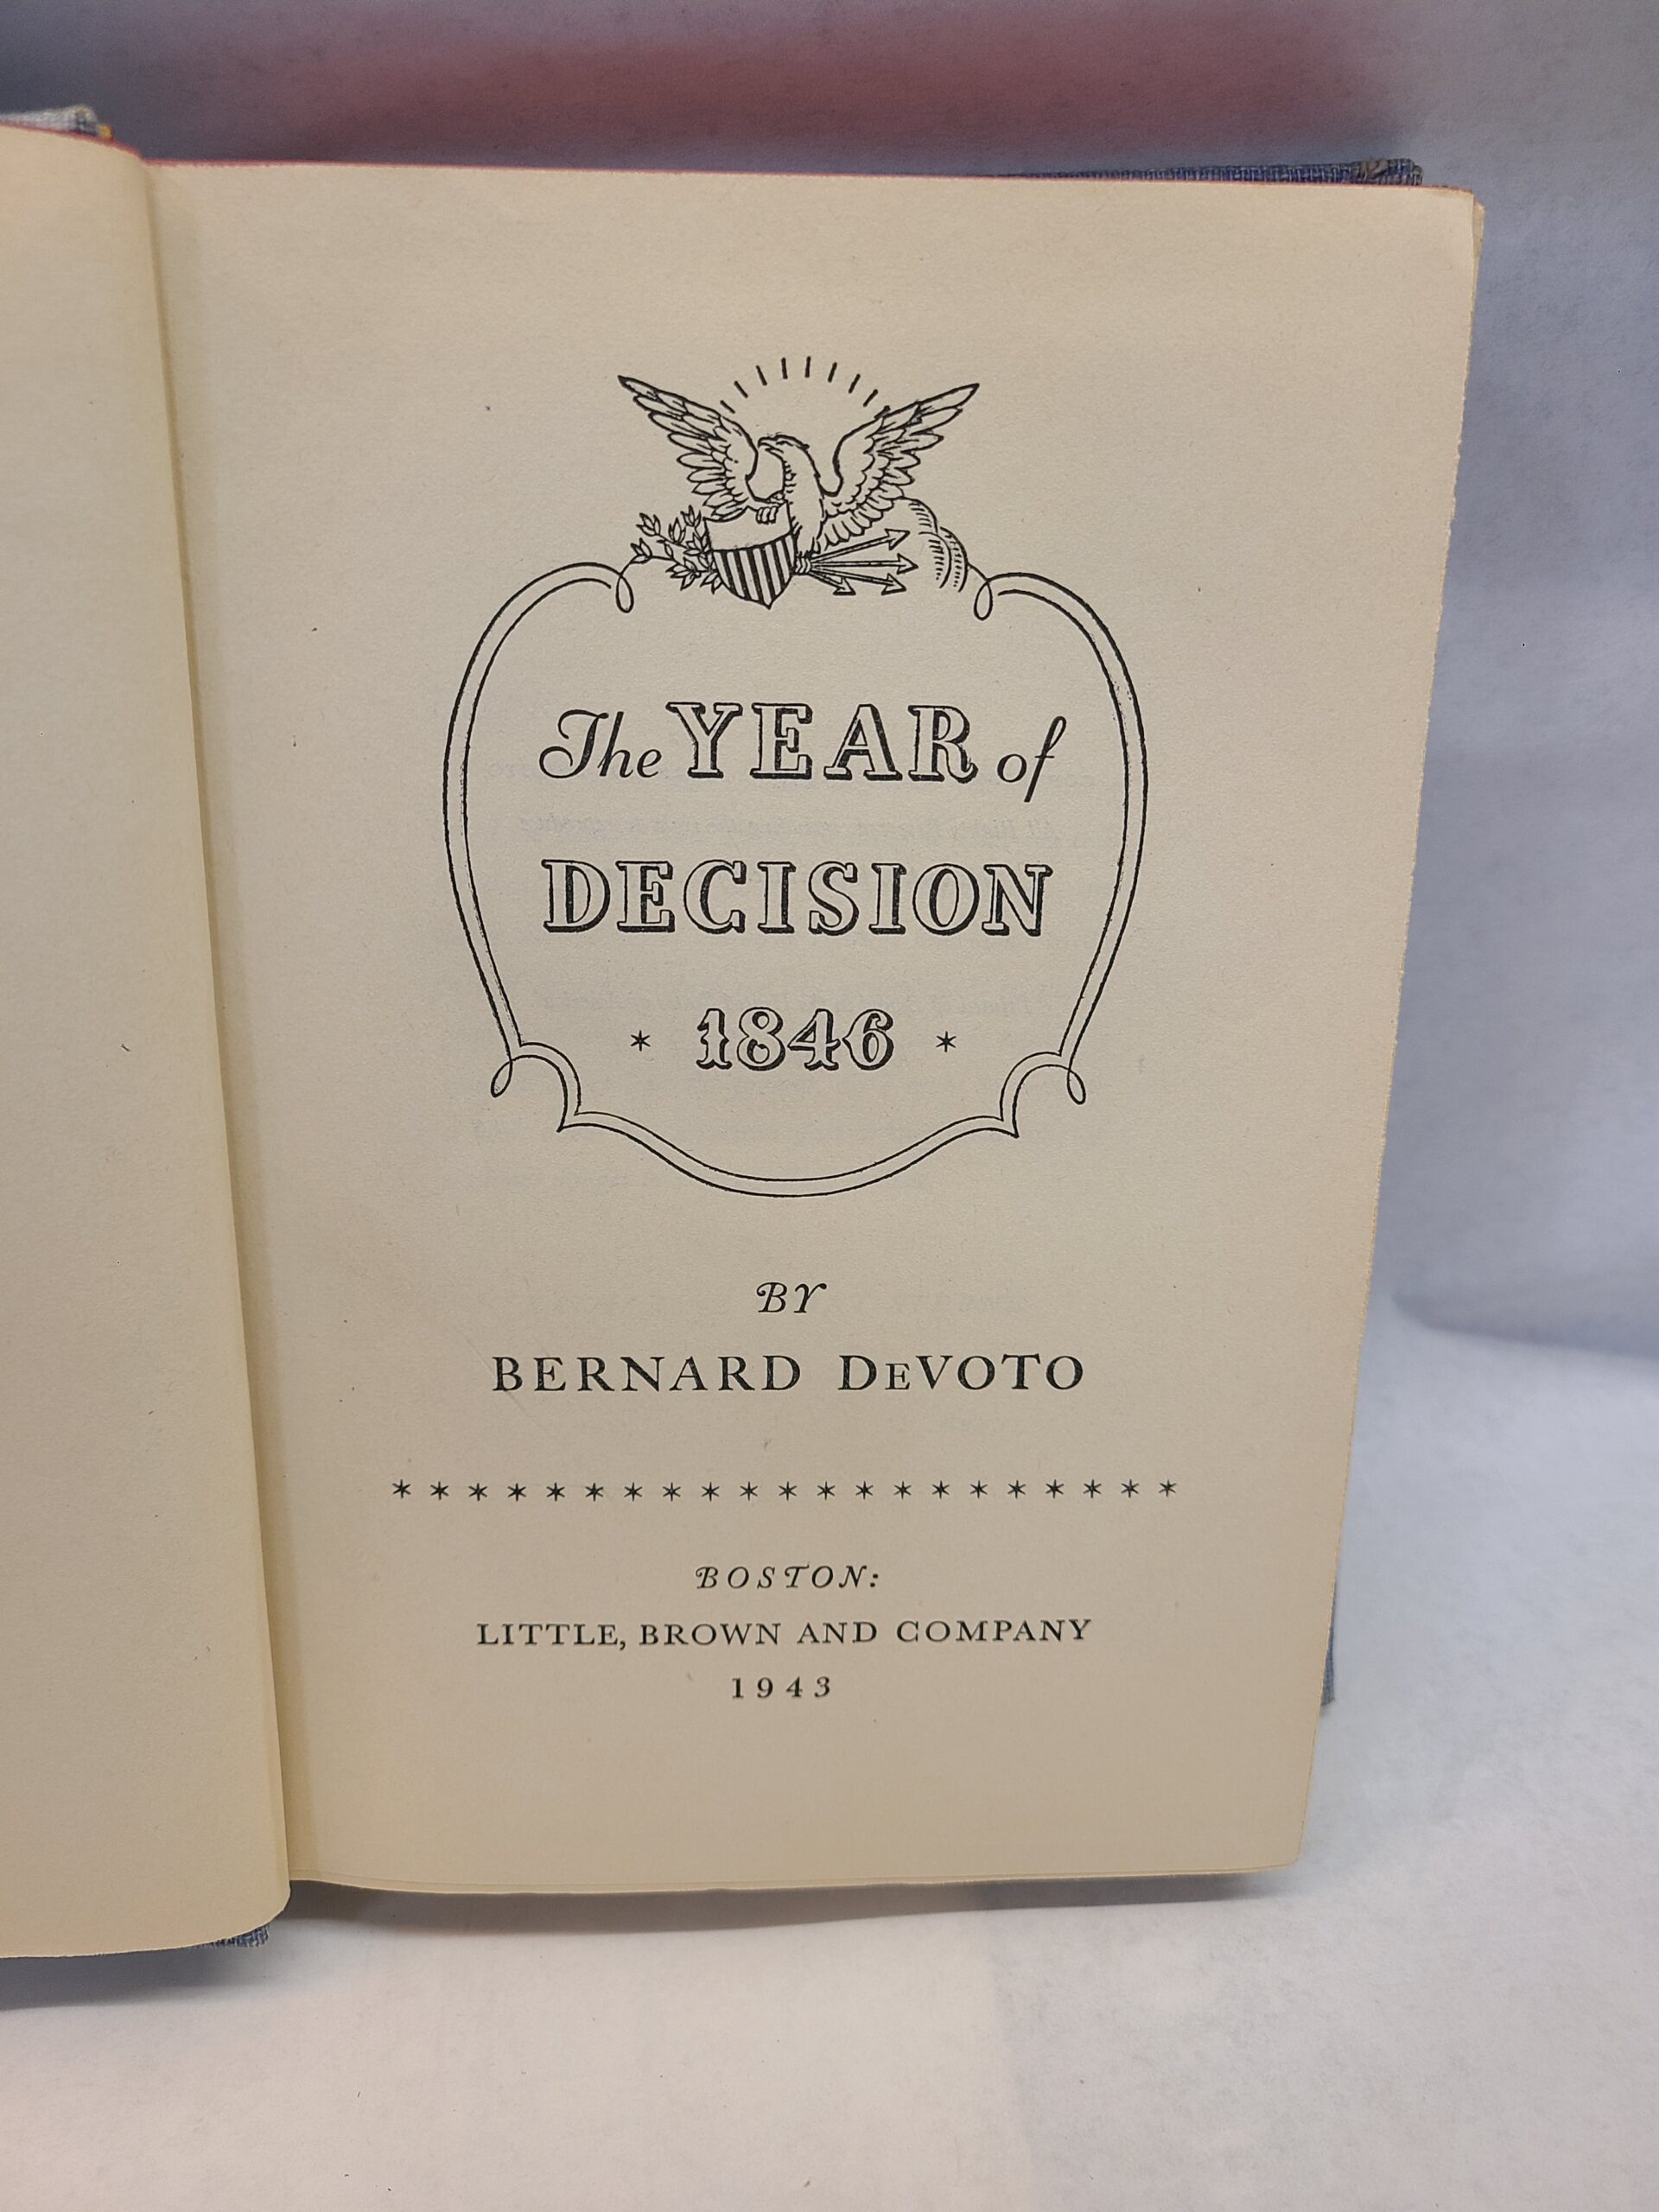 The YEAR of
DECISION
* 1846 *
BY
BERNARD DEVOTO
* * * * * * * * * * * * * * * * * * * * *
BOSTON:
LITTLE, BROWN AND COMPANY
1943